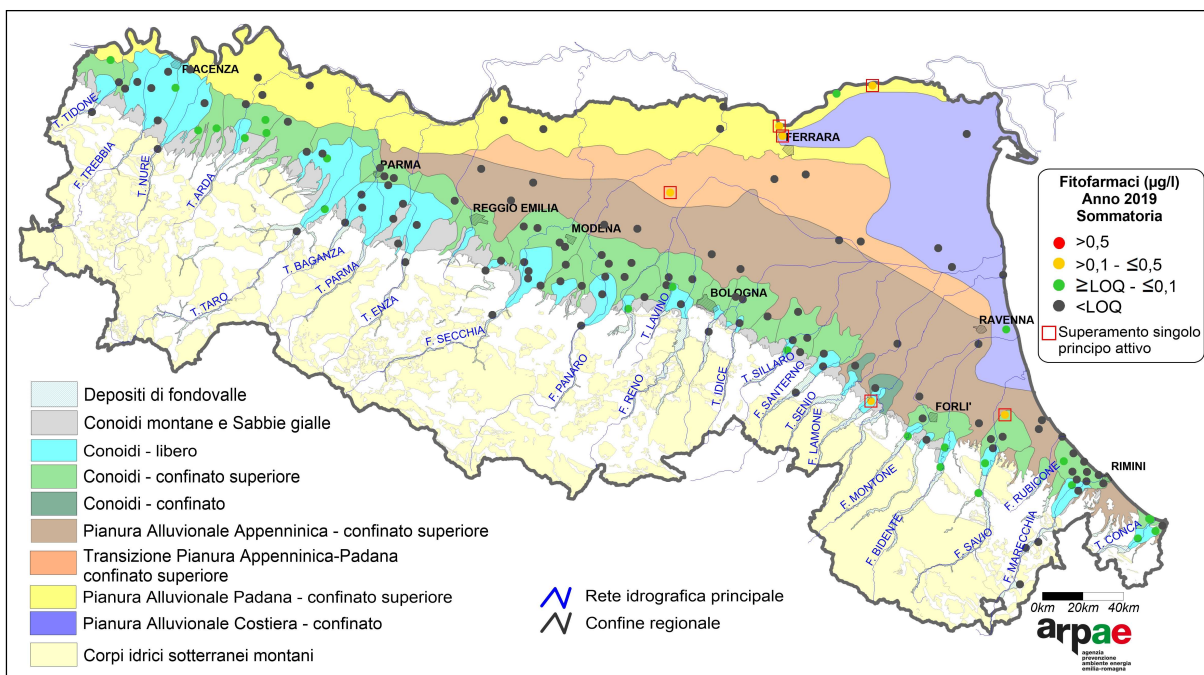 PIACENZA
T. TIDONE
F. TREBBIA
T. NURE
T. ARDA
PARMA
REGGIO EMILIA
MODENA
FERRARA
BOLOGNA
RAVENNA
FORLI'
RIMINI
T. BAGANZA
T. PARMA
T. TARO
T. ENZA
F. SECCHIA
F. PANARO
T. LAVINO
F. RENO
T. IDICE
T. SILLARO
F. SANTERNO
T. SENIO
F. LAMONE
F. MONTONE
F. BIDENTE
F. SAVIO
F. RUBICONE
F. MARECCHIA
T. CONCA
Fitofarmaci (µg/l)
Anno 2019
Sommatoria
>0,5
>0,1 - ≤0,5
≥LOQ - ≤0,1
<LOQ
Superamento singolo
principo attivo
Depositi di fondovalle
Conoidi montane e Sabbie gialle
Conoidi - libero
Conoidi - confinato superiore
Conoidi - confinato
Pianura Alluvionale Appenninica - confinato superiore
Transizione Pianura Appenninica-Padana
confinato superiore
Pianura Alluvionale Padana - confinato superiore
Pianura Alluvionale Costiera - confinato
Corpi idrici sotterranei montani
Rete idrografica principale
Confine regionale
0km 20km 40km
arpae
agenzia
prevenzione
ambiente energia
emilia-romagna